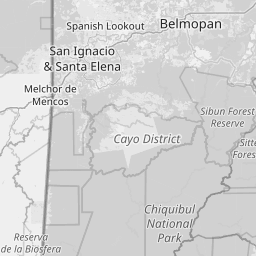 Belmopan
Spanish Lookout
San Ignacio
& Santa Elena
Melchor de
Mencos
Sibun Forest
Reserve
Cayo District
Sitte
Fores
Chiquibul
National
Park
Reserva
de la Biosfera